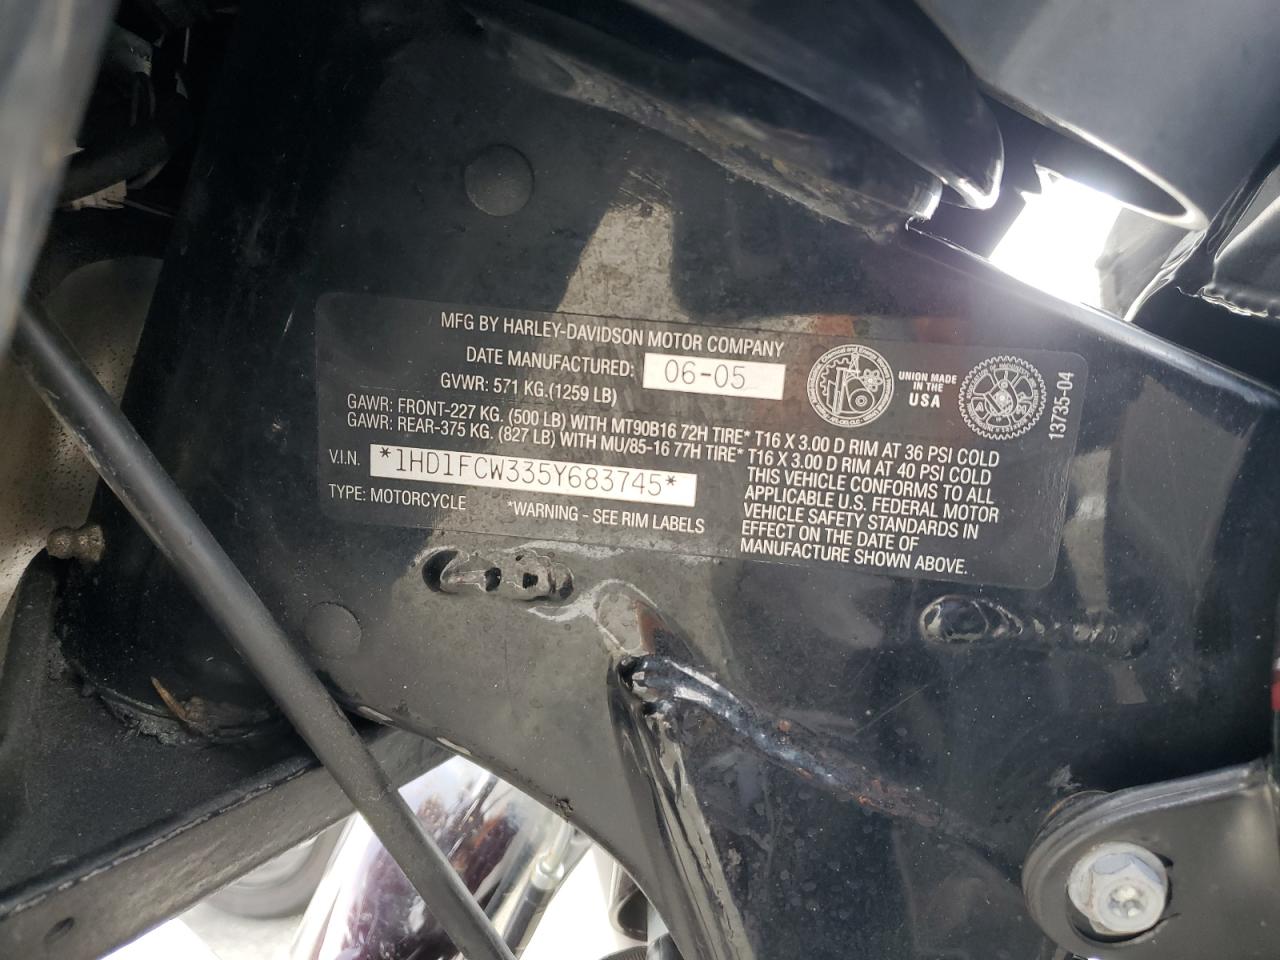 MFG BY HARLEY-DAVIDSON MOTOR COMPANY
DATE MANUFACTURED: 06-05
GVWR: 571 KG.(1259 LB)
UNION MADE
IN THE
USA
13735-04
GAWR: FRONT-227 KG. (500 LB) WITH MT90B16 72H TIRE* T16 X 3.00 D RIM AT 36 PSI COLD
GAWR: REAR-375 KG. (827 LB) WITH MU/85-16 77H TIRE* T16 X 3.00 D RIM AT 40 PSI COLD
V.I.N. *1HD1FCW335Y683745*
TYPE: MOTORCYCLE *WARNING - SEE RIM LABELS
THIS VEHICLE CONFORMS TO ALL
APPLICABLE U.S. FEDERAL MOTOR
VEHICLE SAFETY STANDARDS IN
EFFECT ON THE DATE OF
MANUFACTURE SHOWN ABOVE.